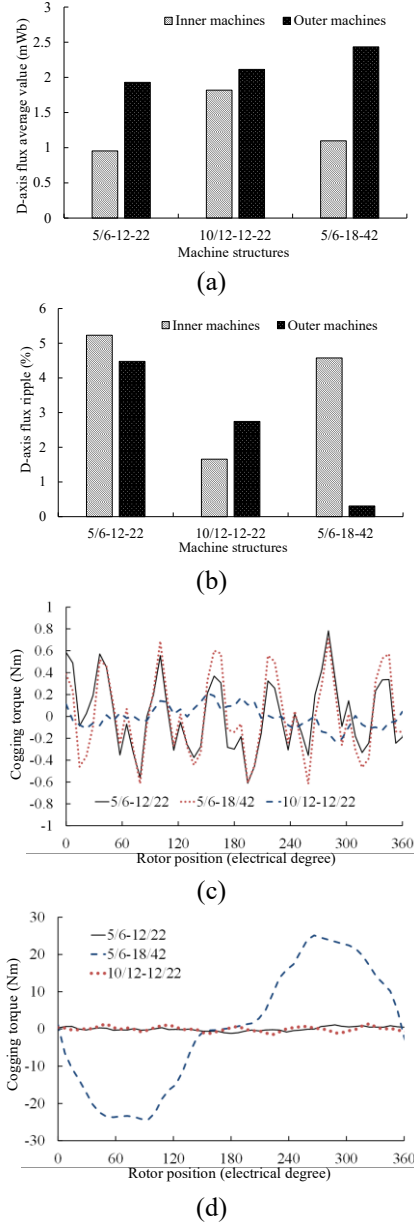 3
2.5
2
1.5
1
0.5
0
D-axis flux average value (mWb)
Inner machines Outer machines
5/6-12-22 10/12-12-22 5/6-18-42
Machine structures
(a)
6
5
4
3
2
1
0
D-axis flux ripple (%)
Inner machines Outer machines
5/6-12-22 10/12-12-22 5/6-18-42
Machine structures
(b)
1
0.8
0.6
0.4
0.2
0
-0.2
-0.4
-0.6
-0.8
-1
Cogging torque (Nm)
5/6-12/22 5/6-18/42 10/12-12/22
0 60 120 180 240 300 360
Rotor position (electrical degree)
(c)
30
20
10
0
-10
-20
-30
Cogging torque (Nm)
5/6-12/22
5/6-18/42
10/12-12/22
0 60 120 180 240 300 360
Rotor position (electrical degree)
(d)